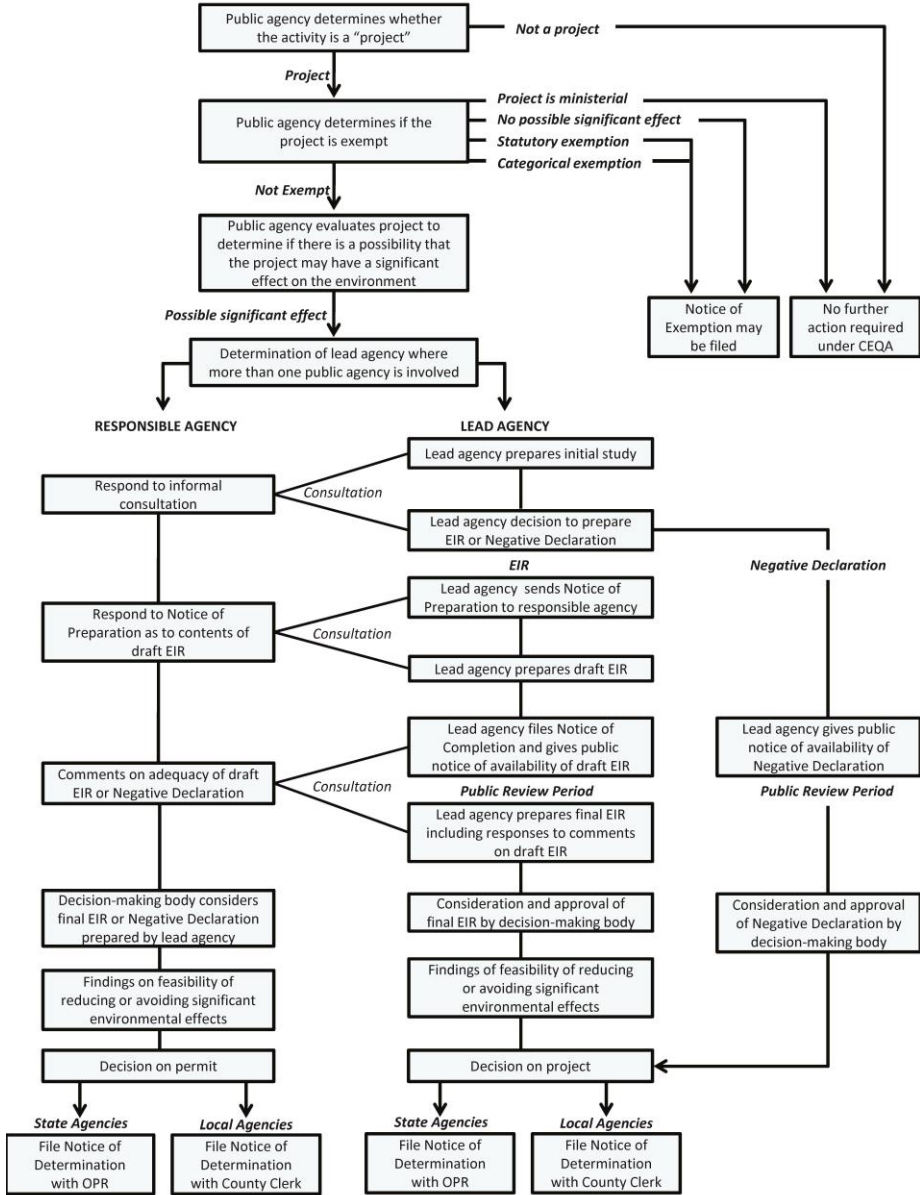 Public agency determines whether
the activity is a “project”
Not a project
Project
Public agency determines if the
project is exempt
Project is ministerial
No possible significant effect
Statutory exemption
Categorical exemption
Not Exempt
Public agency evaluates project to
determine if there is a possibility that
the project may have a significant
effect on the environment
Notice of
Exemption may
be filed
No further
action required
under CEQA
Possible significant effect
Determination of lead agency where
more than one public agency is involved
RESPONSIBLE AGENCY
LEAD AGENCY
Lead agency prepares initial study
Respond to informal
consultation
Consultation
Lead agency decision to prepare
EIR or Negative Declaration
EIR
Negative Declaration
Lead agency sends Notice of
Preparation to responsible agency
Respond to Notice of
Preparation as to contents of
draft EIR
Consultation
Lead agency prepares draft EIR
Lead agency files Notice of
Completion and gives public
notice of availability of draft EIR
Lead agency gives public
notice of availability of
Negative Declaration
Comments on adequacy of draft
EIR or Negative Declaration
Consultation
Public Review Period
Public Review Period
Lead agency prepares final EIR
including responses to comments
on draft EIR
Decision-making body considers
final EIR or Negative Declaration
prepared by lead agency
Consideration and approval of
final EIR by decision-making body
Consideration and approval
of Negative Declaration by
decision-making body
Findings on feasibility of
reducing or avoiding significant
environmental effects
Findings of feasibility of reducing
or avoiding significant
environmental effects
Decision on permit
Decision on project
State Agencies
Local Agencies
State Agencies
Local Agencies
File Notice of
Determination
with OPR
File Notice of
Determination
with County Clerk
File Notice of
Determination
with OPR
File Notice of
Determination
with County Clerk